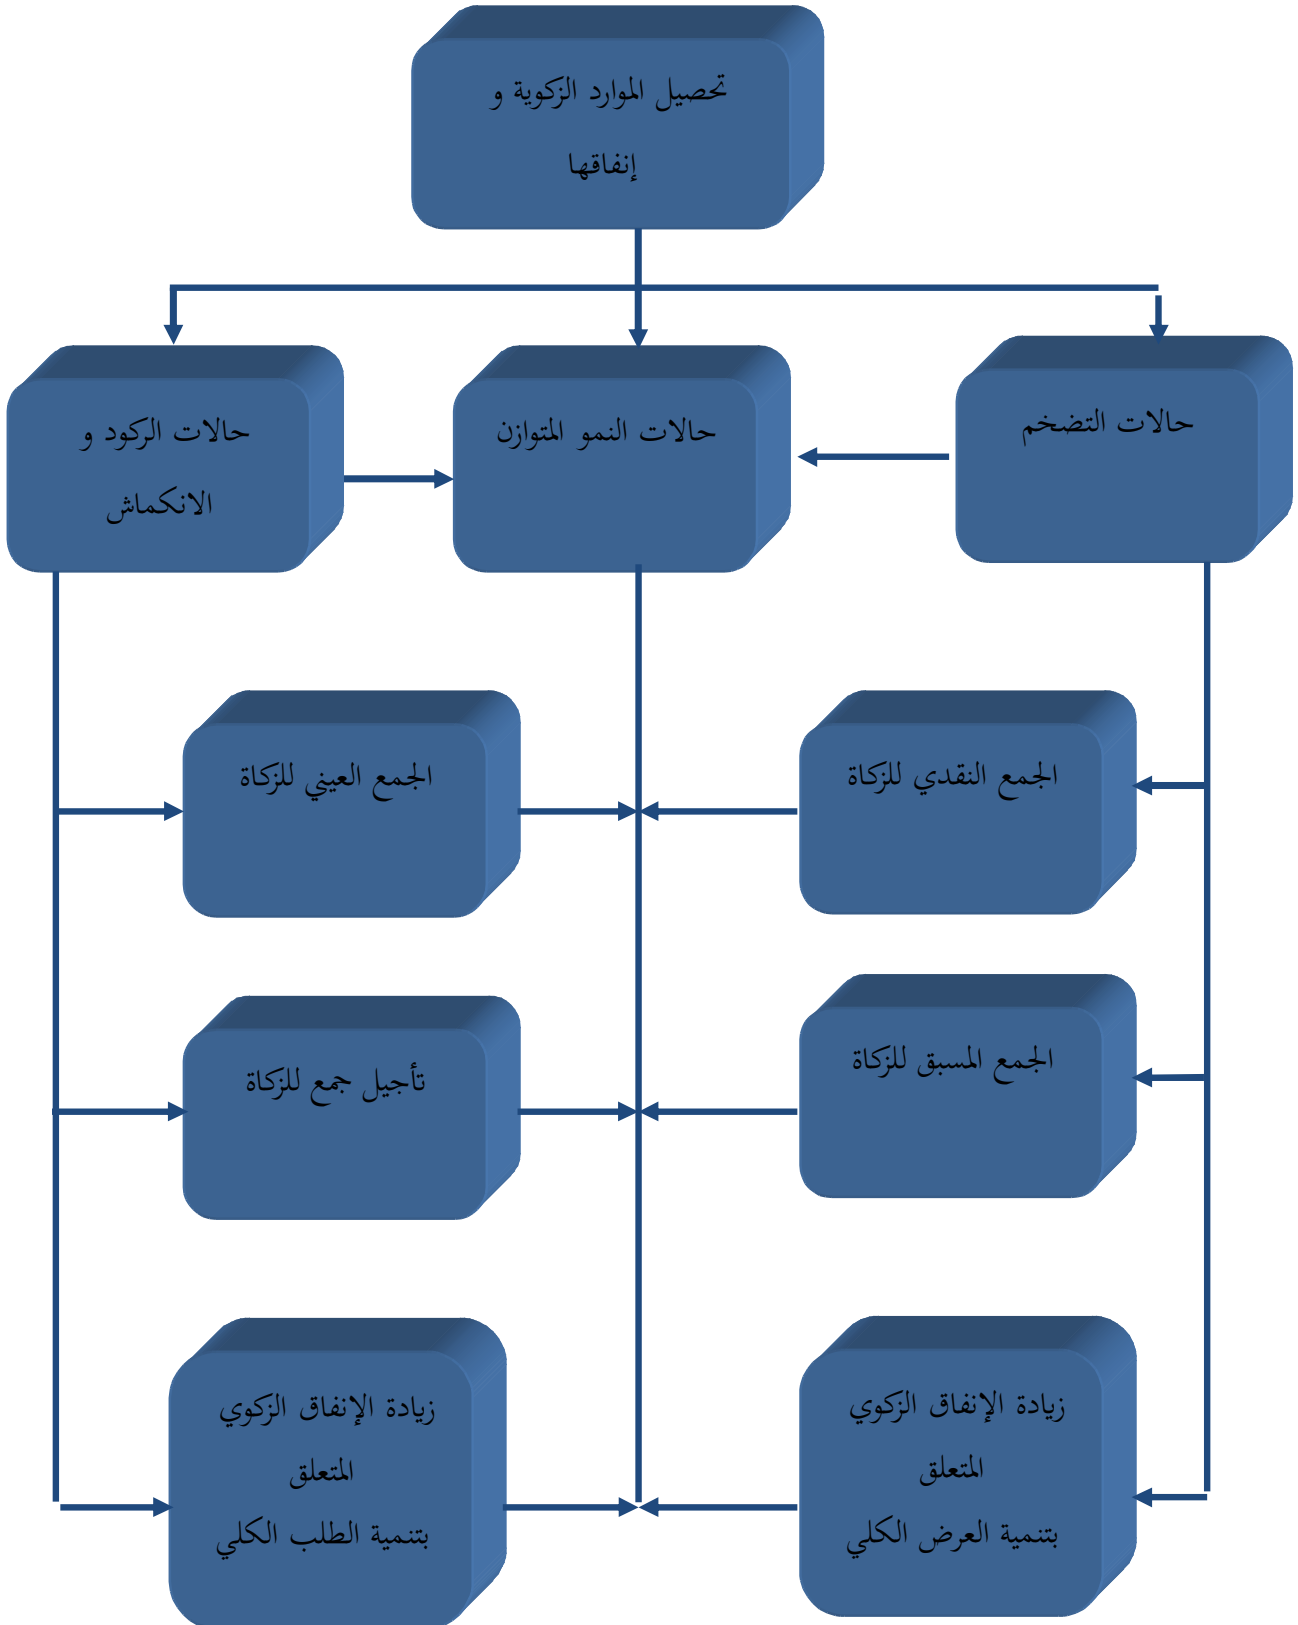 تحصيل الموارد الزكوية و
إنفاقها
حالات التضخم
حالات النمو المتوازن
حالات الركود و
الانكماش
الجمع النقدي للزكاة
الجمع العيني للزكاة
الجمع المسبق للزكاة
تأجيل جمع للزكاة
زيادة الإنفاق الزكوي
المتعلق
بتنمية العرض الكلي
زيادة الإنفاق الزكوي
المتعلق
بتنمية الطلب الكلي